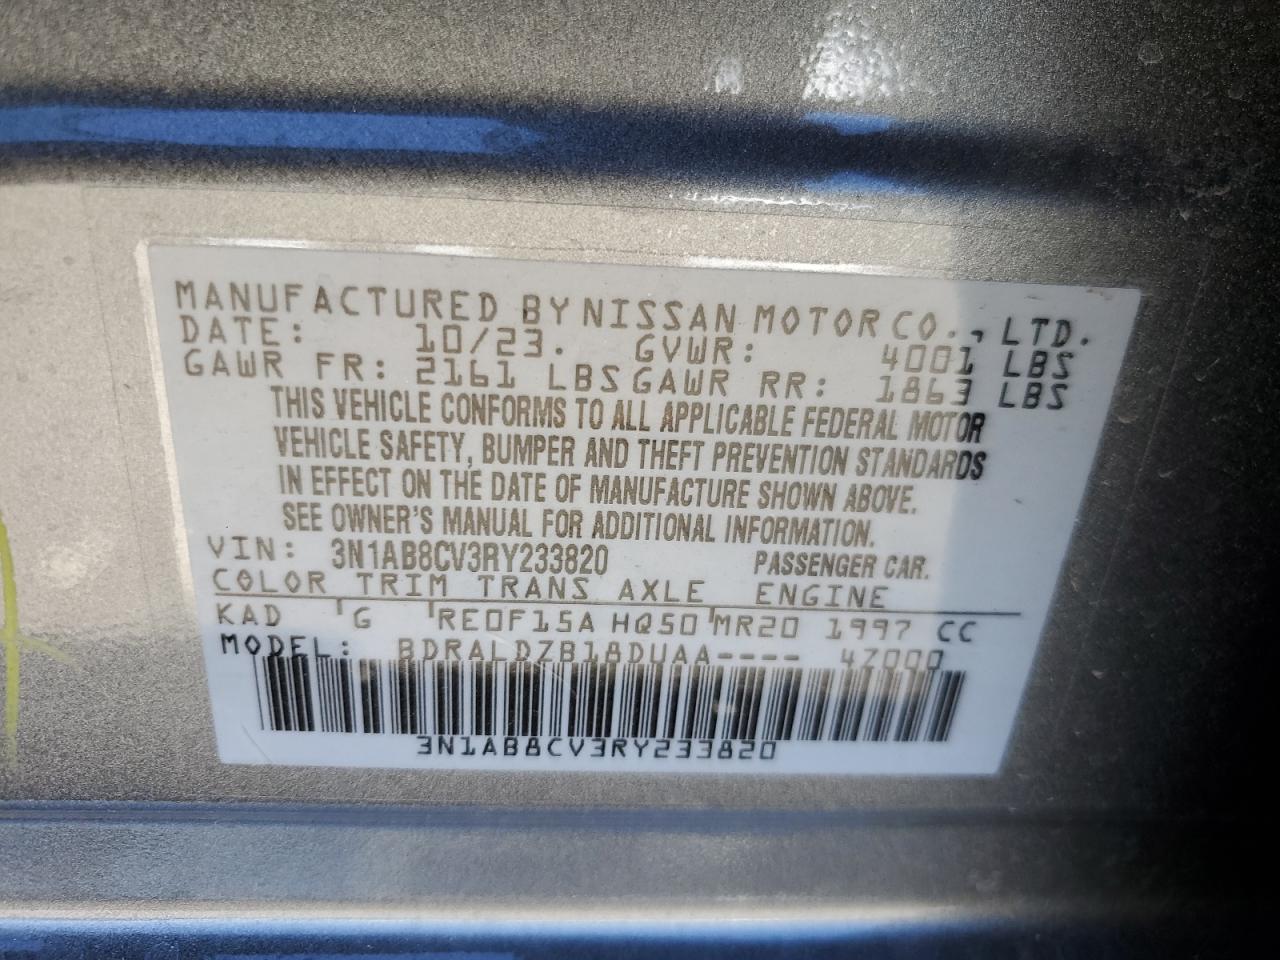 MANUFACTURED BY NISSAN MOTOR CO., LTD.
DATE: 10/23. GVWR: 4001 LBS
GAWR FR: 2161 LBS GAWR RR: 1863 LBS
THIS VEHICLE CONFORMS TO ALL APPLICABLE FEDERAL MOTOR
VEHICLE SAFETY, BUMPER AND THEFT PREVENTION STANDARDS
IN EFFECT ON THE DATE OF MANUFACTURE SHOWN ABOVE.
SEE OWNER'S MANUAL FOR ADDITIONAL INFORMATION.
VIN: 3N1AB8CV3RY233820 PASSENGER CAR.
COLOR TRIM TRANS AXLE ENGINE
KAD G RE0F15A HQ50 MR20 1997 CC
MODEL: BDRALDZB18DUAA---- 47000
3N1AB8CV3RY233820